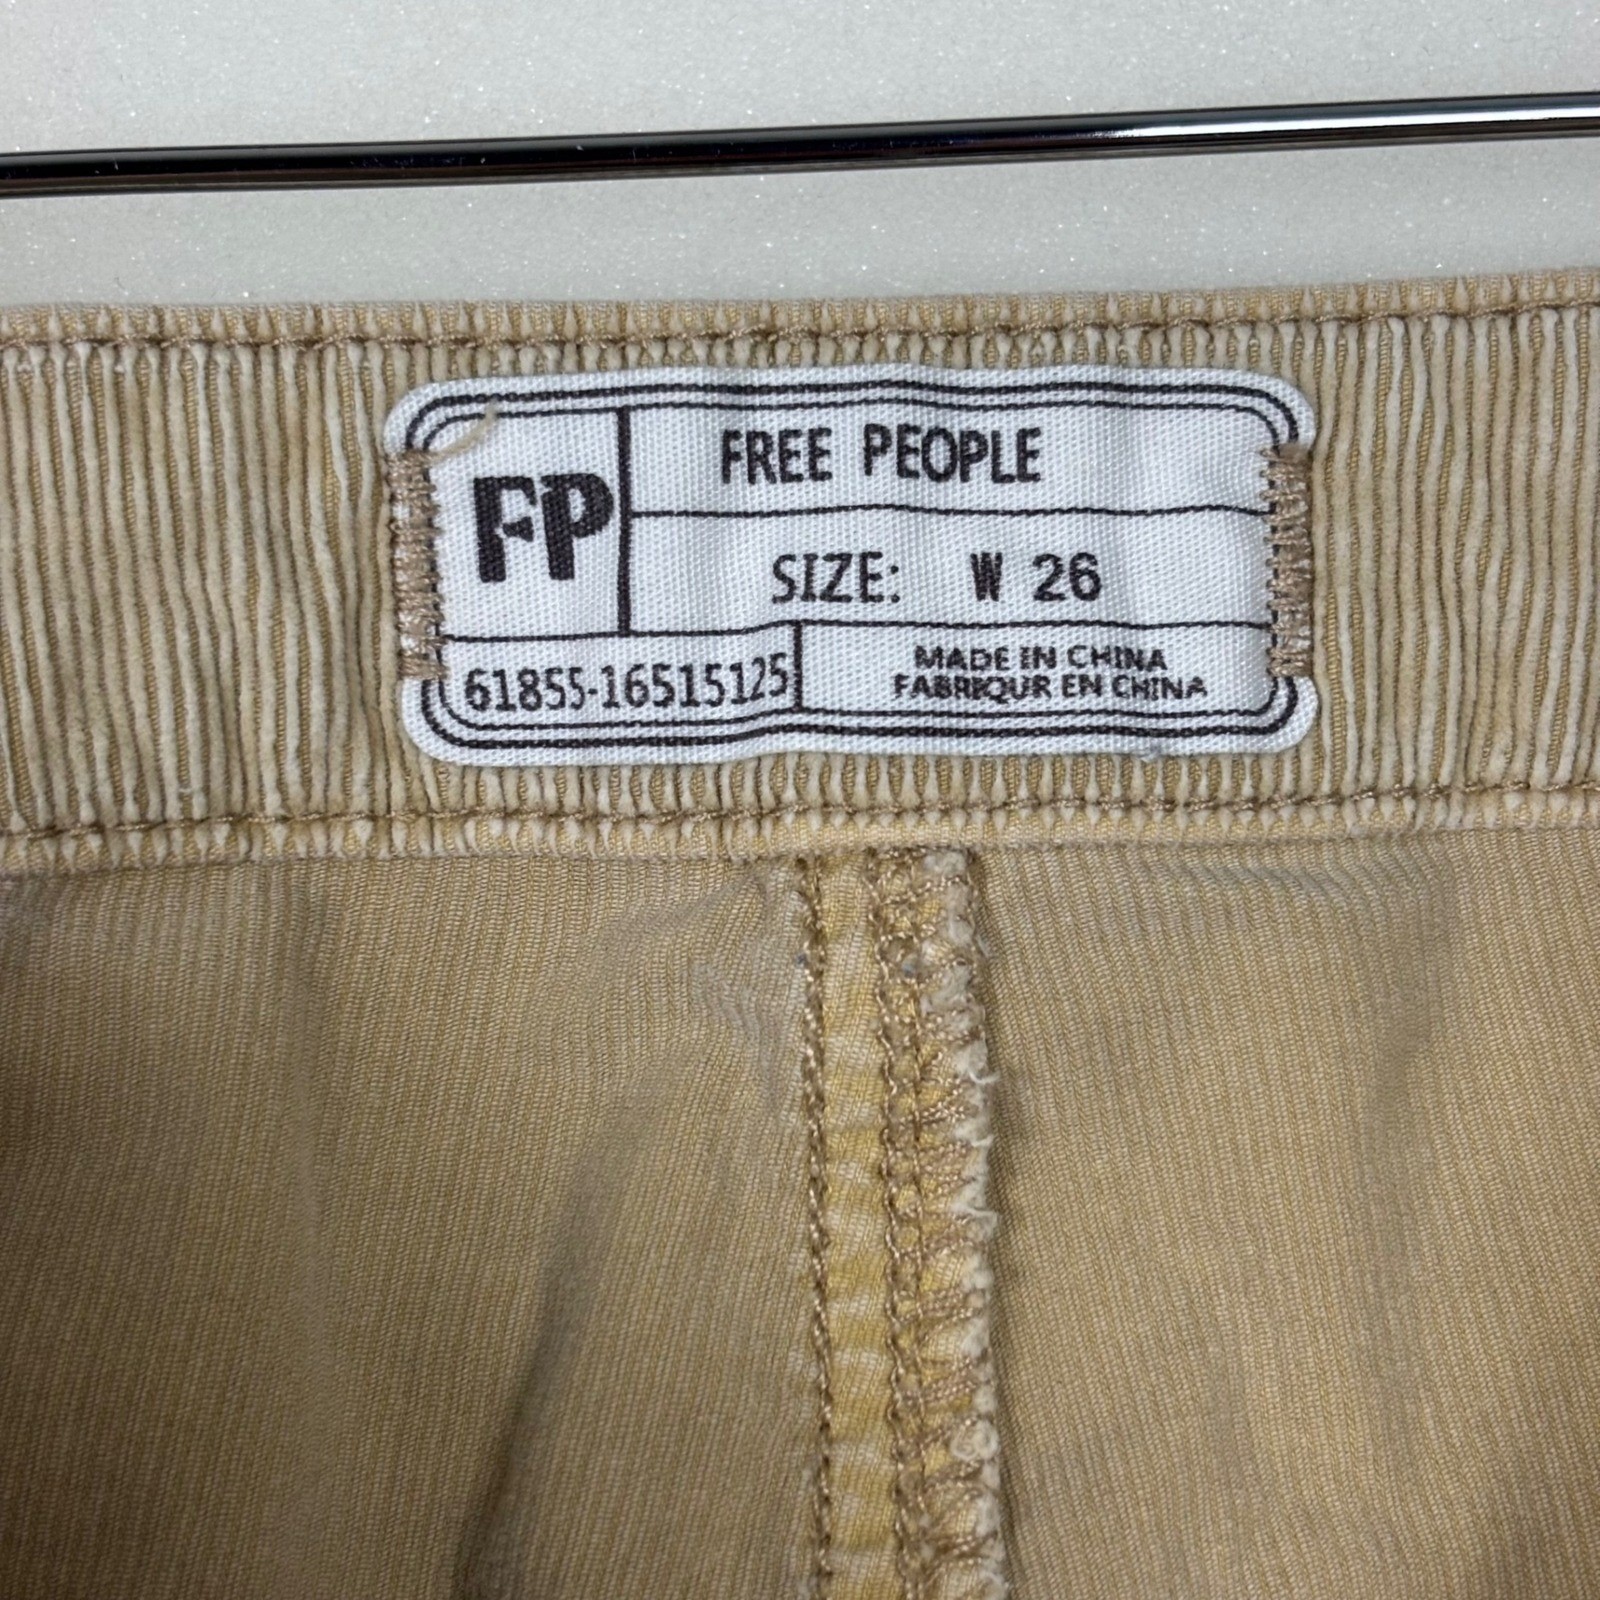 FP
FREE PEOPLE
SIZE: W 26
61855-16515125
MADE IN CHINA
FABRIQUR EN CHINA